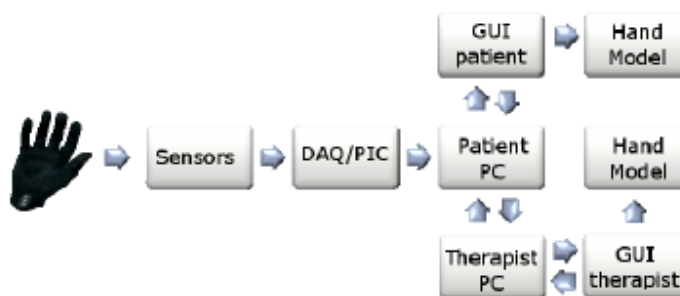 GUI
patient
Hand
Model
Sensors
DAQ/PIC
Patient
PC
Hand
Model
Therapist
PC
GUI
therapist